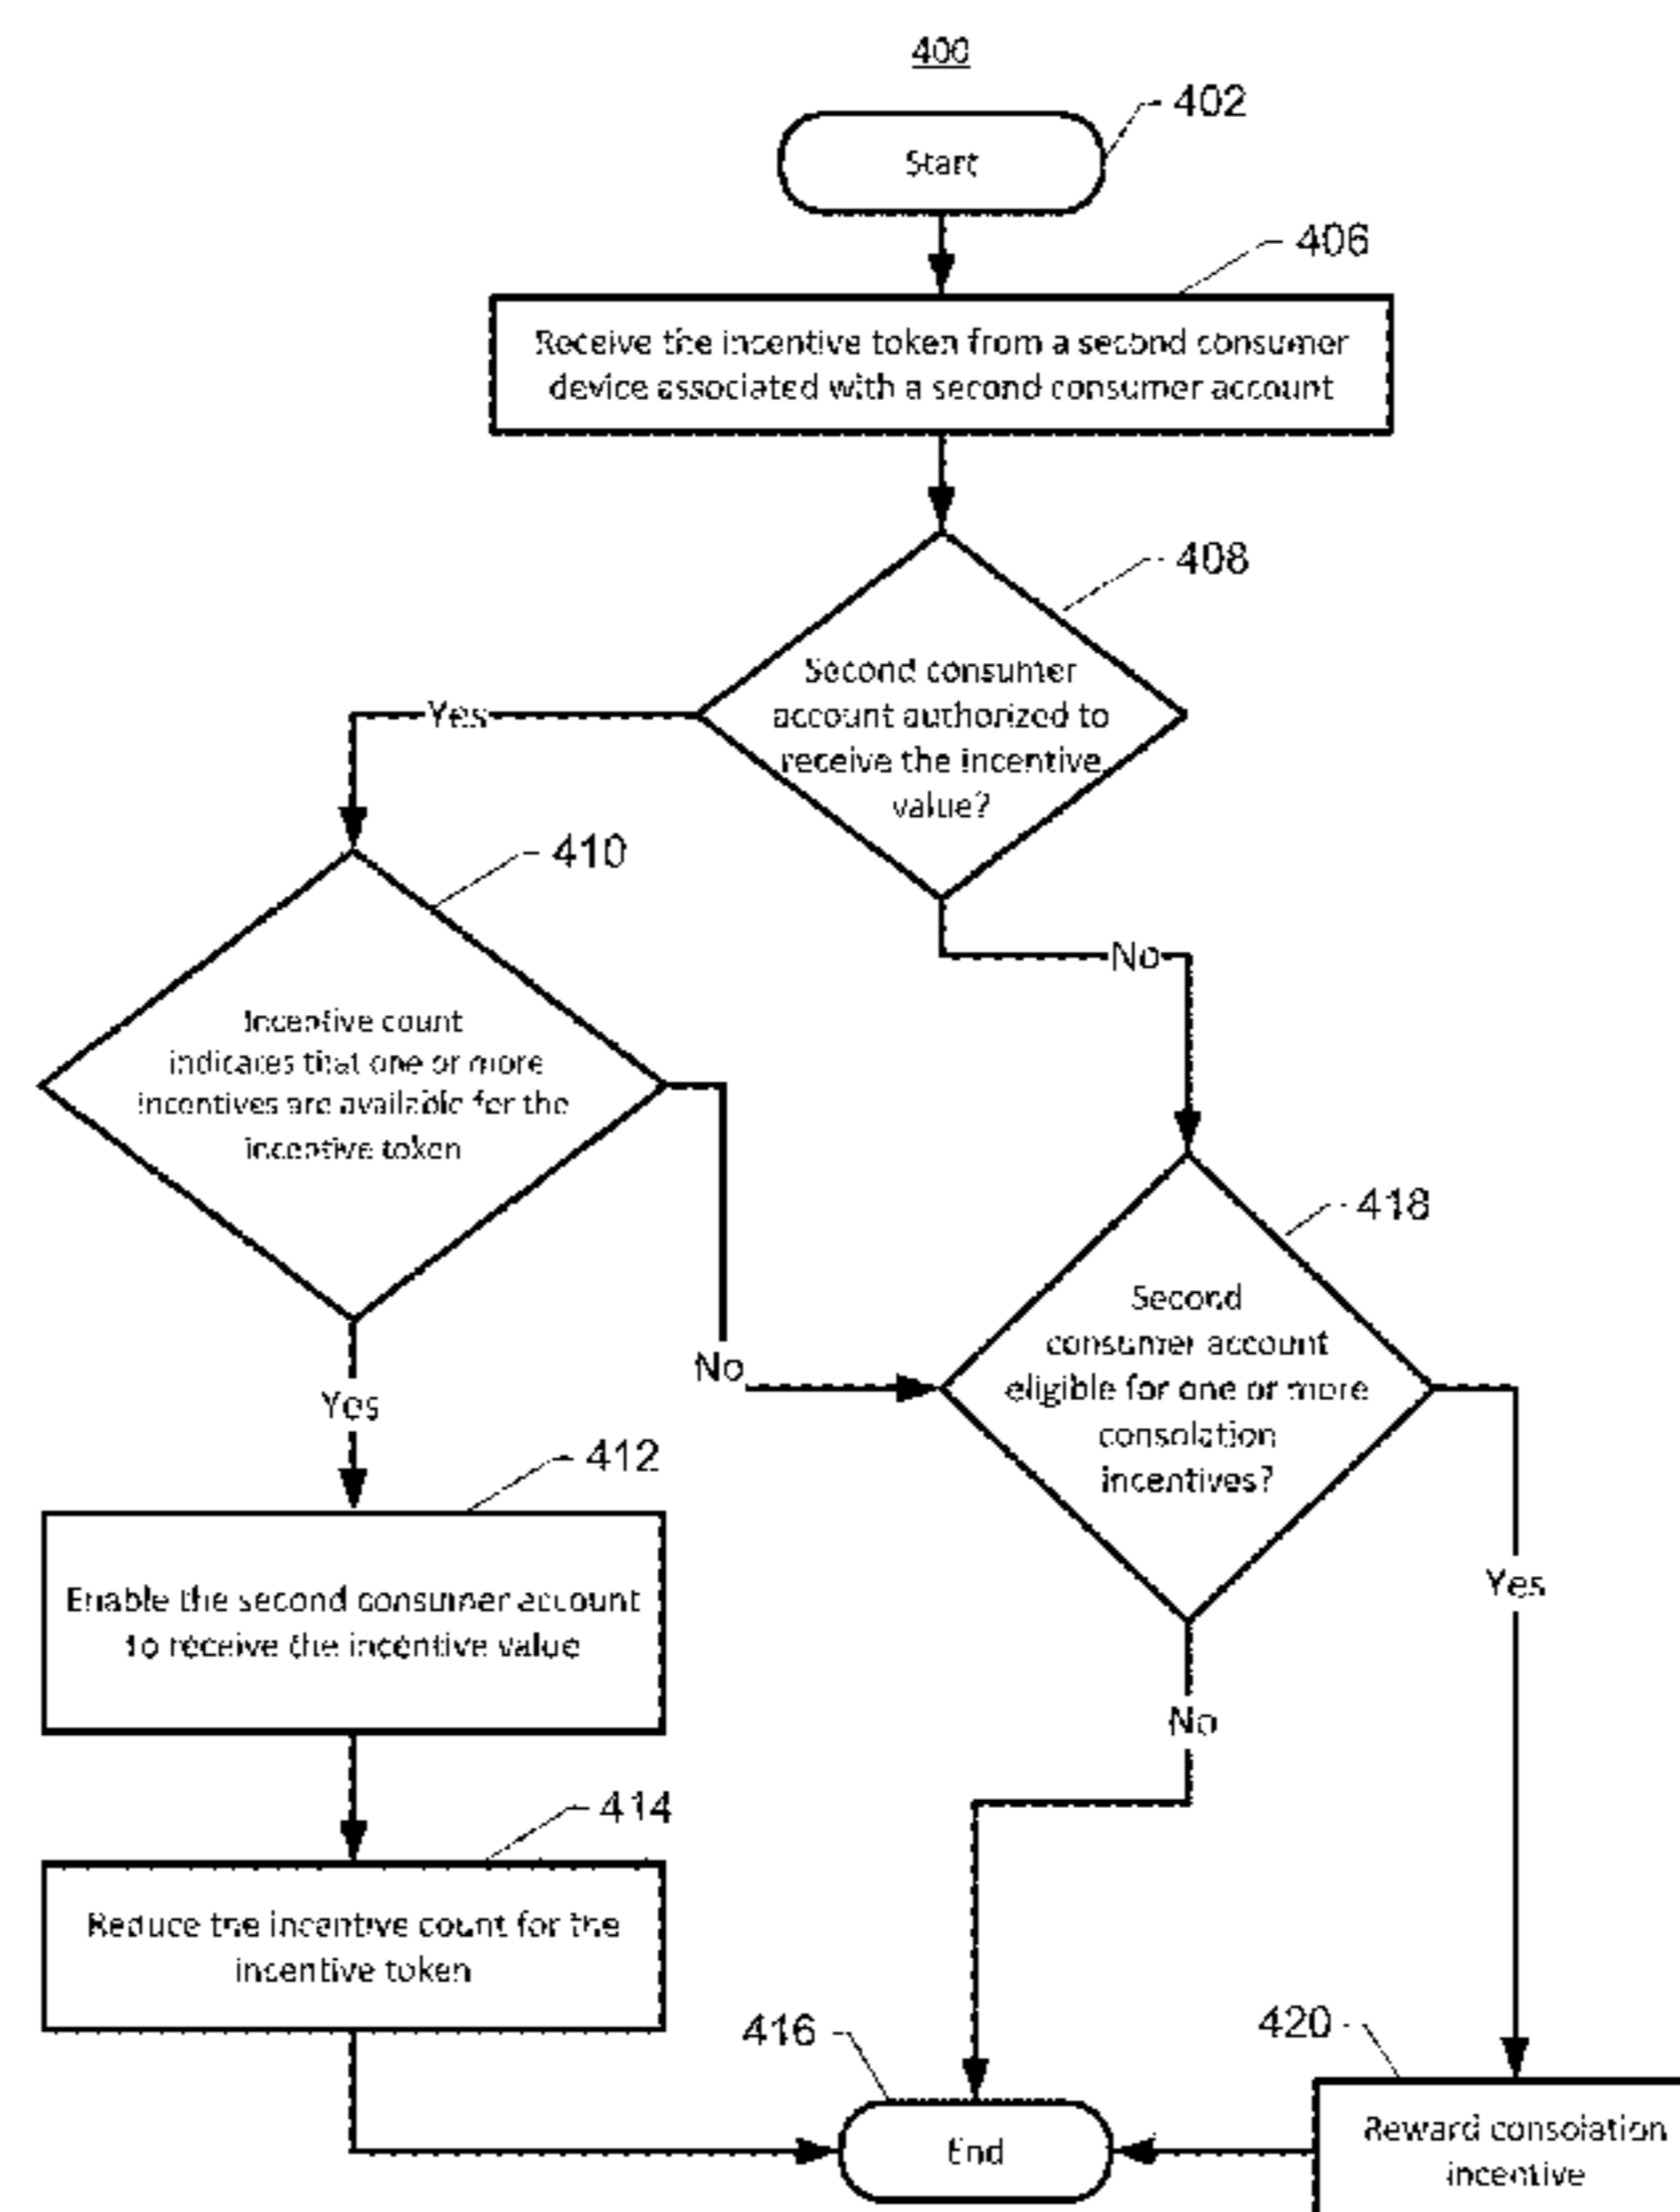 400
402
Start
406
Receive the incentive token from a second consumer
device associated with a second consumer account
408
Second consumer
account authorized to
receive the incentive
value?
Yes
410
No
Incentive count
indicates that one or more
incentives are available for the
incentive token
418
Second
consumer account
eligible for one or more
consolation
incentives?
No
Yes
412
Yes
Enable the second consumer account
to receive the incentive value
No
414
Reduce the incentive count for the
incentive token
416
420
End
Reward consolation
incentive